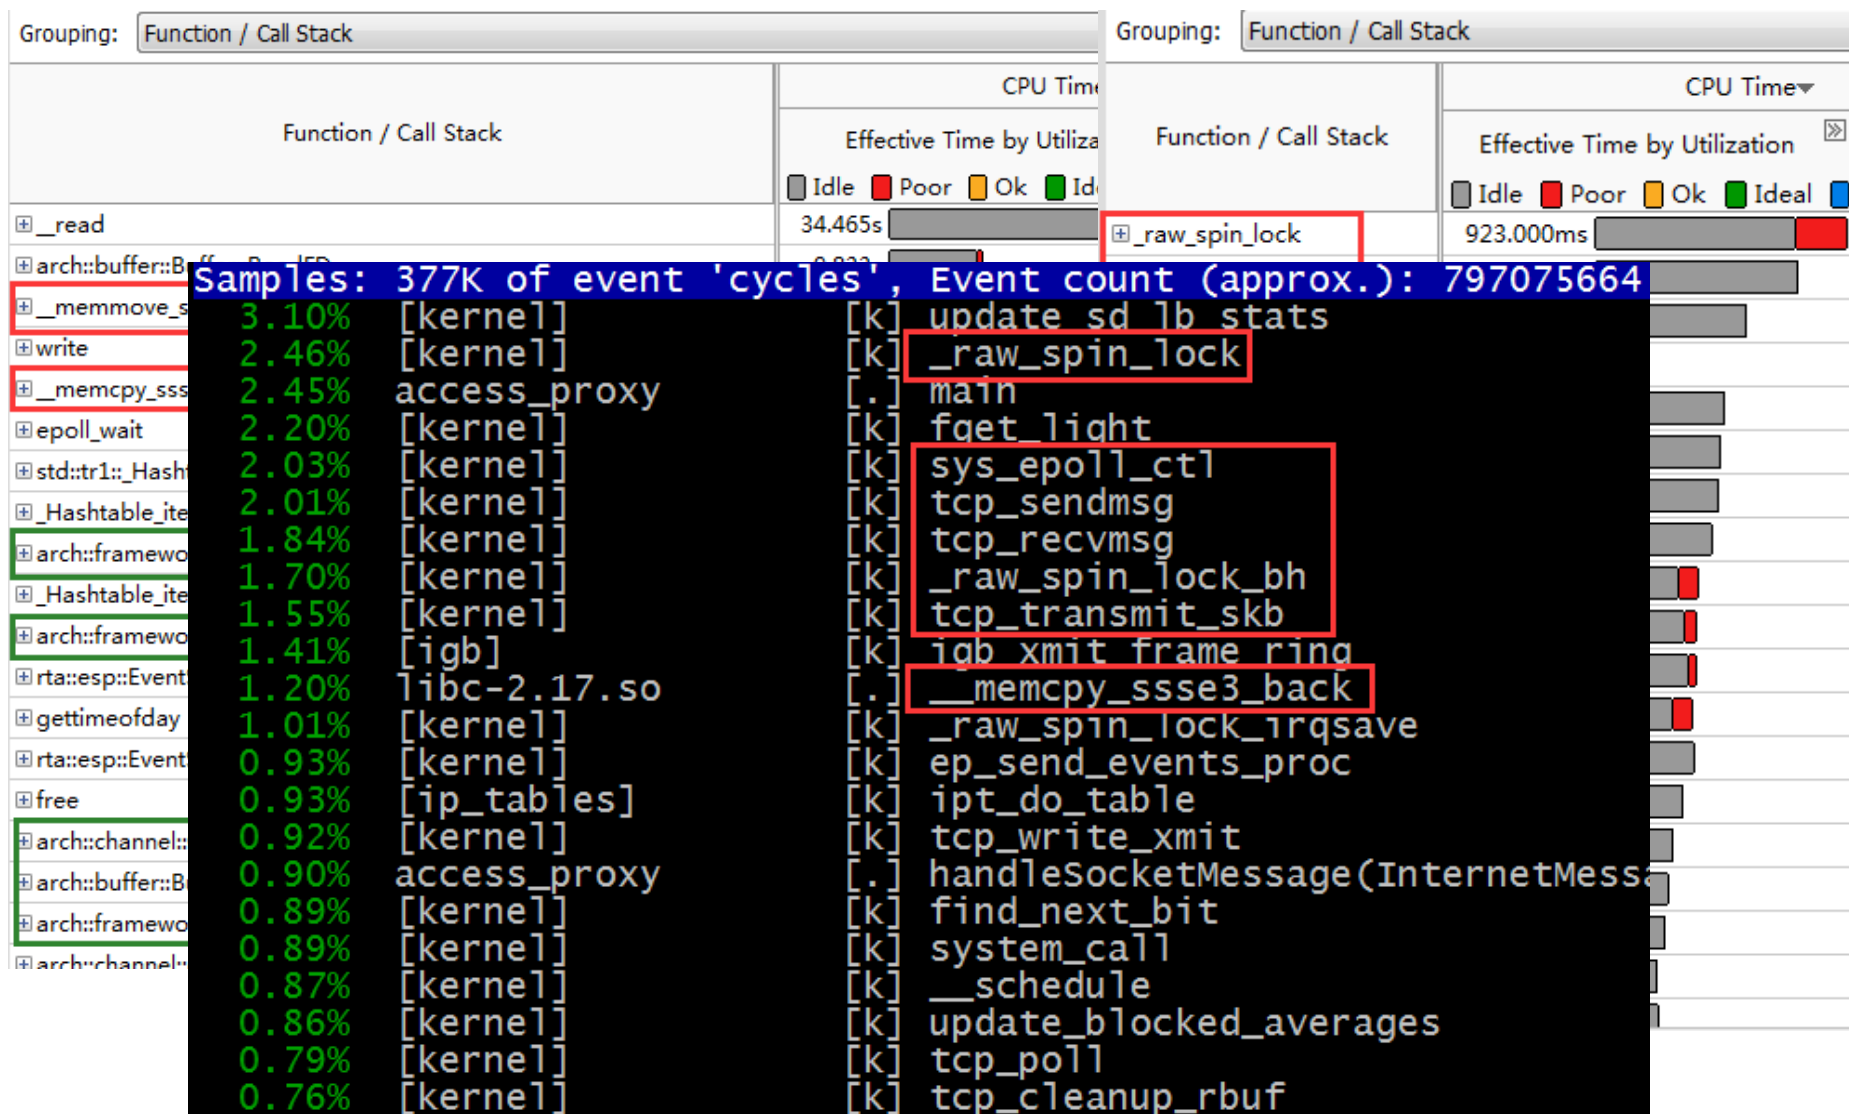 Grouping: Function / Call Stack
Function / Call Stack
CPU Time
Effective Time by Utiliza
Idle Poor Ok Id
__read 34.465s
arch::buffer::B
__memmove_s
write
__memcpy_sss
epoll_wait
std::tr1::_Hash
_Hashtable_ite
arch::framewo
_Hashtable_ite
arch::framewo
rta::esp::Event
gettimeofday
rta::esp::Event
free
arch::channel::
arch::buffer::B
arch::framewo
arch::channel::
Grouping: Function / Call Stack
Function / Call Stack
CPU Time
Effective Time by Utilization
Idle Poor Ok Ideal
_raw_spin_lock 923.000ms
Samples: 377K of event 'cycles', Event count (approx.): 797075664
3.10% [kernel] [k] update_sd_lb_stats
2.46% [kernel] [k] _raw_spin_lock
2.45% access_proxy [.] main
2.20% [kernel] [k] fget_light
2.03% [kernel] [k] sys_epoll_ctl
2.01% [kernel] [k] tcp_sendmsg
1.84% [kernel] [k] tcp_recvmsg
1.70% [kernel] [k] _raw_spin_lock_bh
1.55% [kernel] [k] tcp_transmit_skb
1.41% [igb] [k] igb_xmit_frame_ring
1.20% libc-2.17.so [.] __memcpy_ssse3_back
1.01% [kernel] [k] _raw_spin_lock_irqsave
0.93% [kernel] [k] ep_send_events_proc
0.93% [ip_tables] [k] ipt_do_table
0.92% [kernel] [k] tcp_write_xmit
0.90% access_proxy [.] handleSocketMessage(InternetMessa
0.89% [kernel] [k] find_next_bit
0.89% [kernel] [k] system_call
0.87% [kernel] [k] __schedule
0.86% [kernel] [k] update_blocked_averages
0.79% [kernel] [k] tcp_poll
0.76% [kernel] [k] tcp_cleanup_rbuf